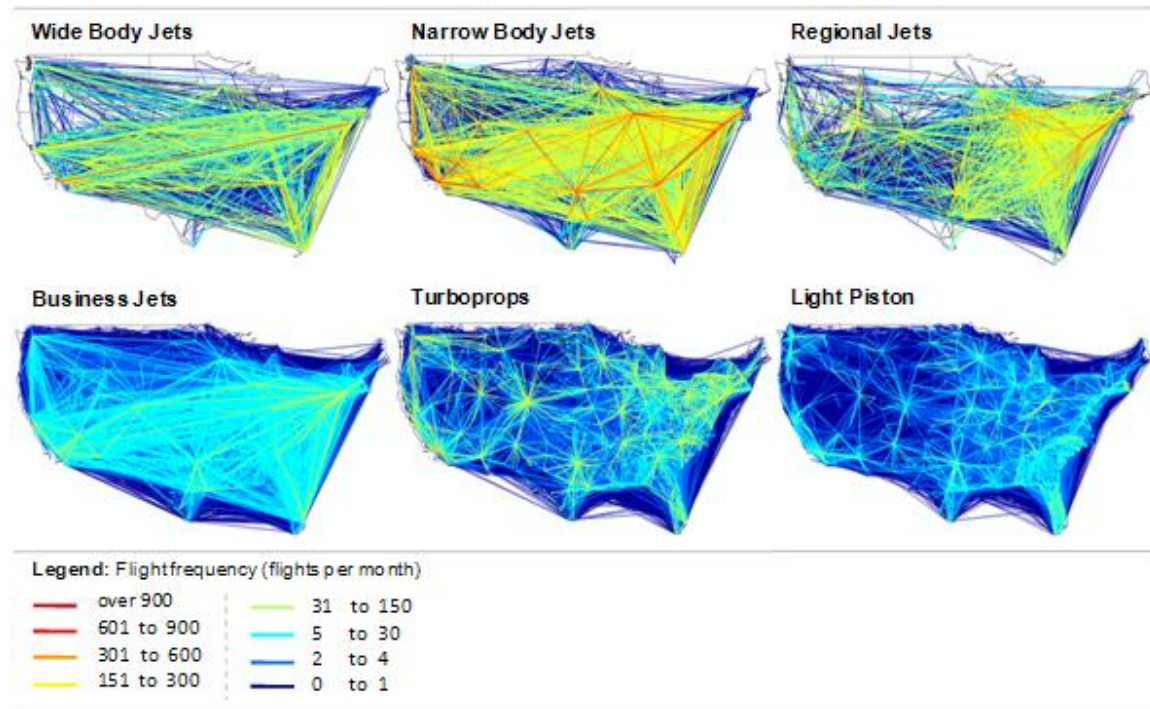 Wide Body Jets
Narrow Body Jets
Regional Jets
Business Jets
Turboprops
Light Piston
Legend: Flight frequency (flights per month)
over 900
601 to 900
301 to 600
151 to 300
31 to 150
5 to 30
2 to 4
0 to 1